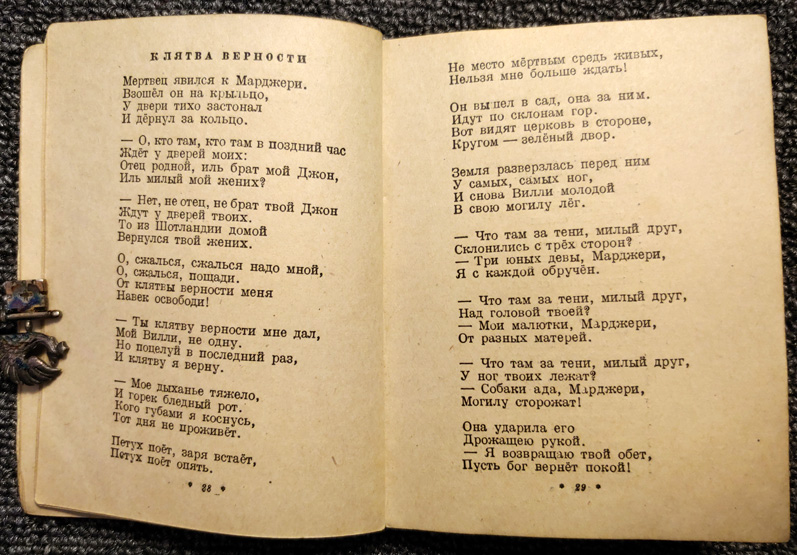 КЛЯТВА ВЕРНОСТИ
Мертвец явился к Марджери.
Взошёл он на крыльцо,
У двери тихо застонал
И дёрнул за кольцо.
— О, кто там, кто там в поздний час
Ждёт у дверей моих:
Отец родной, иль брат мой Джон,
Иль милый мой жених?
— Нет, не отец, не брат твой Джон
Ждут у дверей твоих.
То из Шотландии домой
Вернулся твой жених.
О, сжалься, сжалься надо мной,
О, сжалься, пощади.
От клятвы верности меня
Навек освободи!
— Ты клятву верности мне дал,
Мой Вилли, не одну.
Но поцелуй в последний раз,
И клятву я верну.
— Мое дыханье тяжело,
И горек бледный рот.
Кого губами я коснусь,
Тот дня не проживёт.
Петух поёт, заря встаёт,
Петух поёт опять.
* 28 *
Не место мёртвым средь живых,
Нельзя мне больше ждать!
Он вышел в сад, она за ним.
Идут по склонам гор.
Вот видят церковь в стороне,
Кругом — зелёный двор.
Земля разверзлась перед ним
У самых, самых ног,
И снова Вилли молодой
В свою могилу лёг.
— Что там за тени, милый друг,
Склонились с трёх сторон?
— Три юных девы, Марджери,
Я с каждой обручён.
— Что там за тени, милый друг,
Над головой твоей?
— Мои малютки, Марджери,
От разных матерей.
— Что там за тени, милый друг,
У ног твоих лежат?
— Собаки ада, Марджери,
Могилу сторожат!
Она ударила его
Дрожащею рукой.
— Я возвращаю твой обет,
Пусть бог вернёт покой!
* 29 *